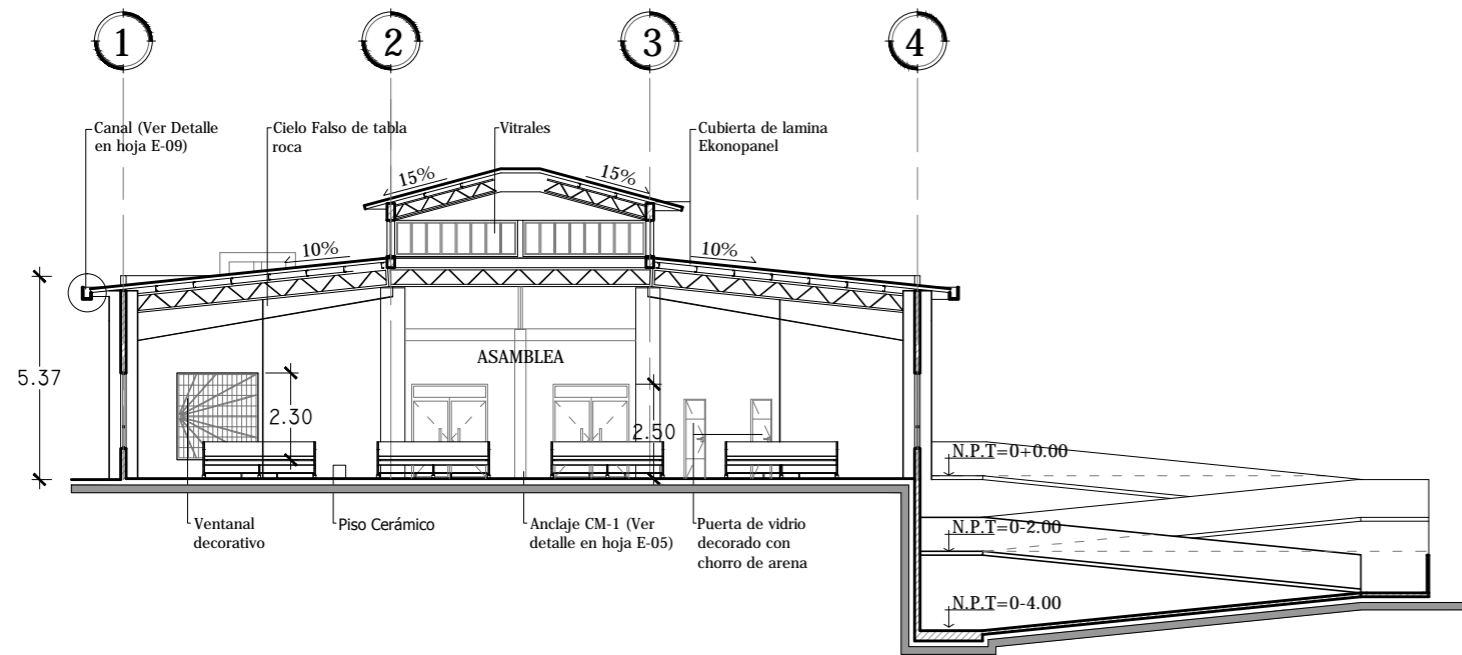 1
2
3
4
Canal (Ver Detalle
en hoja E-09)
Cielo Falso de tabla
roca
Vitrales
Cubierta de lamina
Ekonopanel
15%
15%
10%
10%
5.37
ASAMBLEA
2.30
2.50
N.P.T=0+0.00
N.P.T=0-2.00
N.P.T=0-4.00
Ventanal
decorativo
Piso Cerámico
Anclaje CM-1 (Ver
detalle en hoja E-05)
Puerta de vidrio
decorado con
chorro de arena